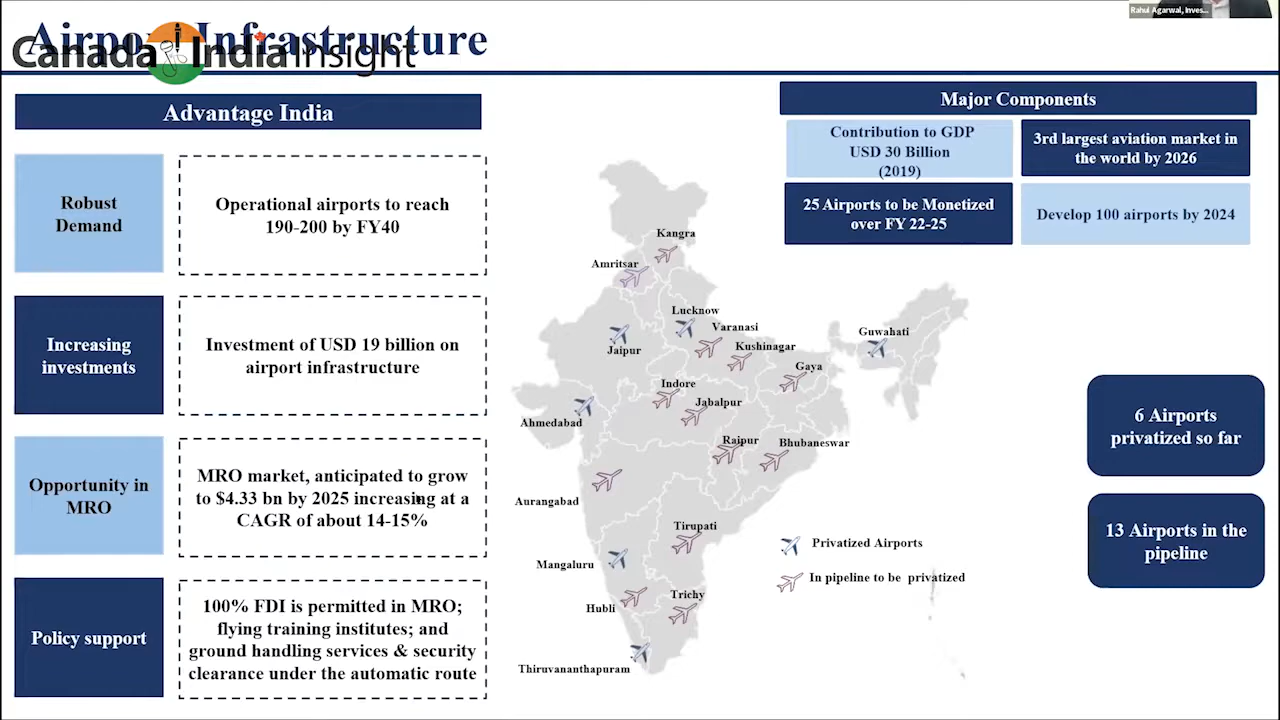 Rahul Agarwal, Inves...
Airport Infrastructure
Canada India Insight
Advantage India
Robust
Demand
Operational airports to reach
190-200 by FY40
Increasing
investments
Investment of USD 19 billion on
airport infrastructure
Opportunity in
MRO
MRO market, anticipated to grow
to $4.33 bn by 2025 increasing at a
CAGR of about 14-15%
Policy support
100% FDI is permitted in MRO;
flying training institutes; and
ground handling services & security
clearance under the automatic route
Major Components
Contribution to GDP
USD 30 Billion
(2019)
3rd largest aviation market in
the world by 2026
25 Airports to be Monetized
over FY 22-25
Develop 100 airports by 2024
Kangra
Amritsar
Lucknow
Varanasi
Guwahati
Jaipur
Kushinagar
Gaya
Indore
Jabalpur
Ahmedabad
Raipur
Bhubaneswar
Aurangabad
Tirupati
Mangaluru
Hubli
Trichy
Thiruvananthapuram
Privatized Airports
In pipeline to be privatized
6 Airports
privatized so far
13 Airports in the
pipeline